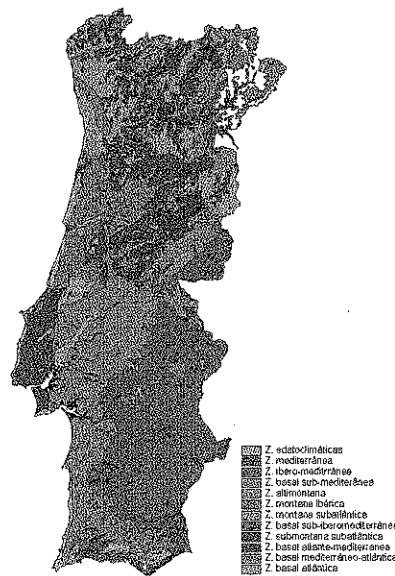 Z. edafoclimáticas
Z. mediterrânea
Z. ibero-mediterrânea
Z. basal sub-mediterrânea
Z. altimontana
Z. montana ibérica
Z. montana subatlântica
Z. basal sub-iberomediterrânea
Z. submontana subatlântica
Z. basal atlante-mediterranea
Z. basal mediterrâneo-atlântica
Z. basal atlântica